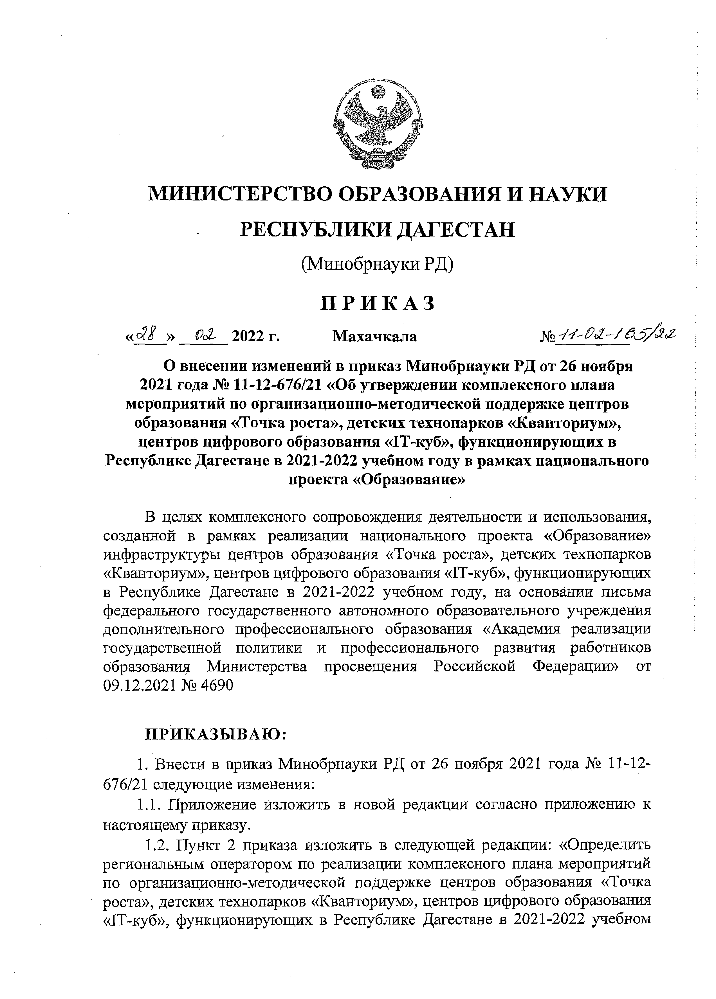 МИНИСТЕРСТВО ОБРАЗОВАНИЯ И НАУКИ
РЕСПУБЛИКИ ДАГЕСТАН
(Минобрнауки РД)
П Р И К А З
«28» 02 2022 г. Махачкала № 11-02-165/22
О внесении изменений в приказ Минобрнауки РД от 26 ноября
2021 года № 11-12-676/21 «Об утверждении комплексного плана
мероприятий по организационно-методической поддержке центров
образования «Точка роста», детских технопарков «Кванториум»,
центров цифрового образования «IT-куб», функционирующих в
Республике Дагестане в 2021-2022 учебном году в рамках национального
проекта «Образование»
В целях комплексного сопровождения деятельности и использования,
созданной в рамках реализации национального проекта «Образование»
инфраструктуры центров образования «Точка роста», детских технопарков
«Кванториум», центров цифрового образования «IT-куб», функционирующих
в Республике Дагестане в 2021-2022 учебном году, на основании письма
федерального государственного автономного образовательного учреждения
дополнительного профессионального образования «Академия реализации
государственной политики и профессионального развития работников
образования Министерства просвещения Российской Федерации» от
09.12.2021 № 4690
ПРИКАЗЫВАЮ:
1. Внести в приказ Минобрнауки РД от 26 ноября 2021 года № 11-12-
676/21 следующие изменения:
1.1. Приложение изложить в новой редакции согласно приложению к
настоящему приказу.
1.2. Пункт 2 приказа изложить в следующей редакции: «Определить
региональным оператором по реализации комплексного плана мероприятий
по организационно-методической поддержке центров образования «Точка
роста», детских технопарков «Кванториум», центров цифрового образования
«IT-куб», функционирующих в Республике Дагестане в 2021-2022 учебном